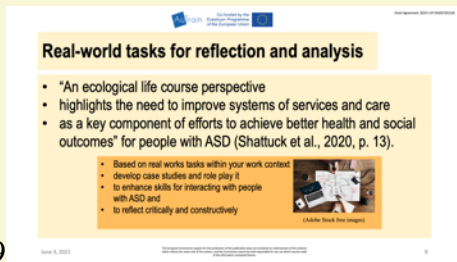 AuTrain
Co-funded by the
Erasmus+ Programme
of the European Union
Real-world tasks for reflection and analysis
• "An ecological life course perspective
• highlights the need to improve systems of services and care
• as a key component of efforts to achieve better health and social
outcomes" for people with ASD (Shattuck et al., 2020, p. 13).
• Based on real works tasks within your work context
• develop case studies and role play it
• to enhance skills for interacting with people
with ASD and
• to reflect critically and constructively
(Adobe Stock free images)
June 3, 2021
9